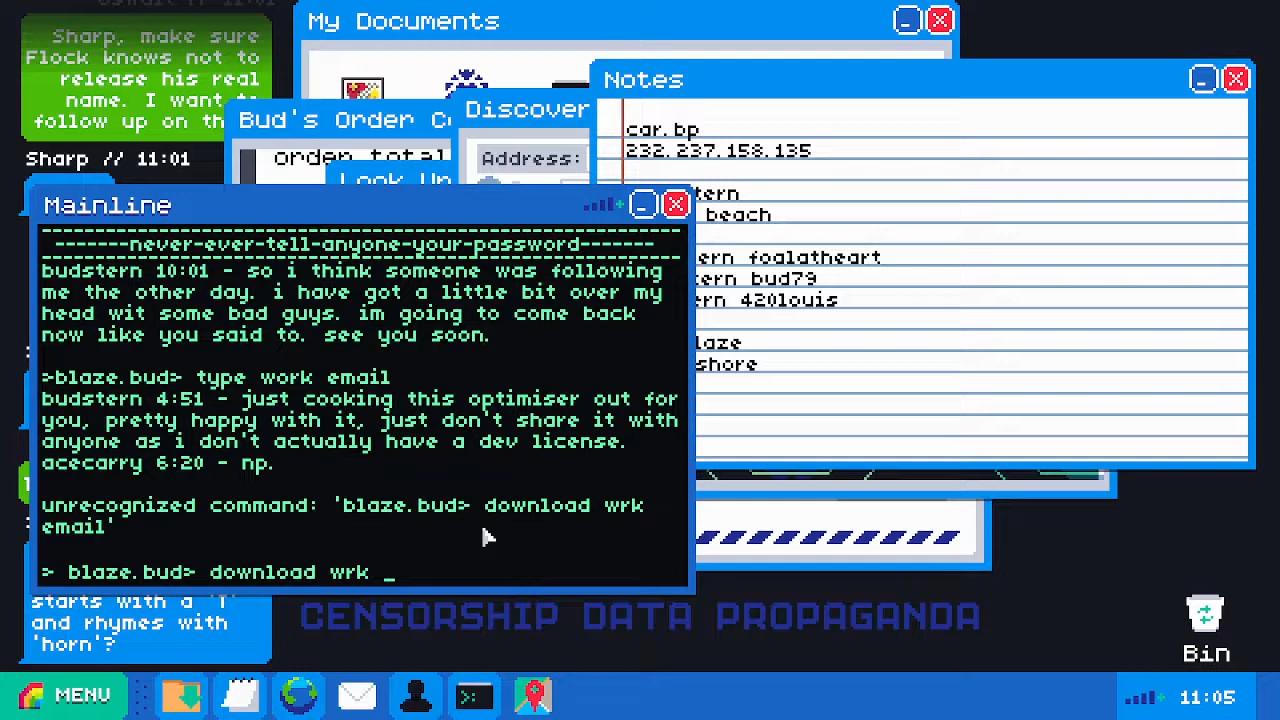 Sharp, make sure
Flock knows not to
release his real
name. I want to
follow up on th
Sharp // 11:01
My Documents
Bud's Order
orden total
Discover
Address:
Look Up
Notes
car.bp
232.237.158.135
tern
beach
ern foalatheart
tern bud79
ern 420louis
laze
shore
Mainline
-------never-ever-tell-anyone-your-password-------
budstern 10:01 - so i think someone was following
me the other day. i have got a little bit over my
head wit some bad guys. im going to come back
now like you said to. see you soon.
>blaze.bud> type work email
budstern 4:51 - just cooking this optimiser out for
you, pretty happy with it, just don't share it with
anyone as i don't actually have a dev license.
acecarry 6:20 - np.
unrecognized command: 'blaze.bud> download wrk
email'
> blaze.bud> download wrk _
starts with a
and rhymes with
'horn'?
CENSORSHIP DATA PROPAGANDA
Bin
MENU
11:05